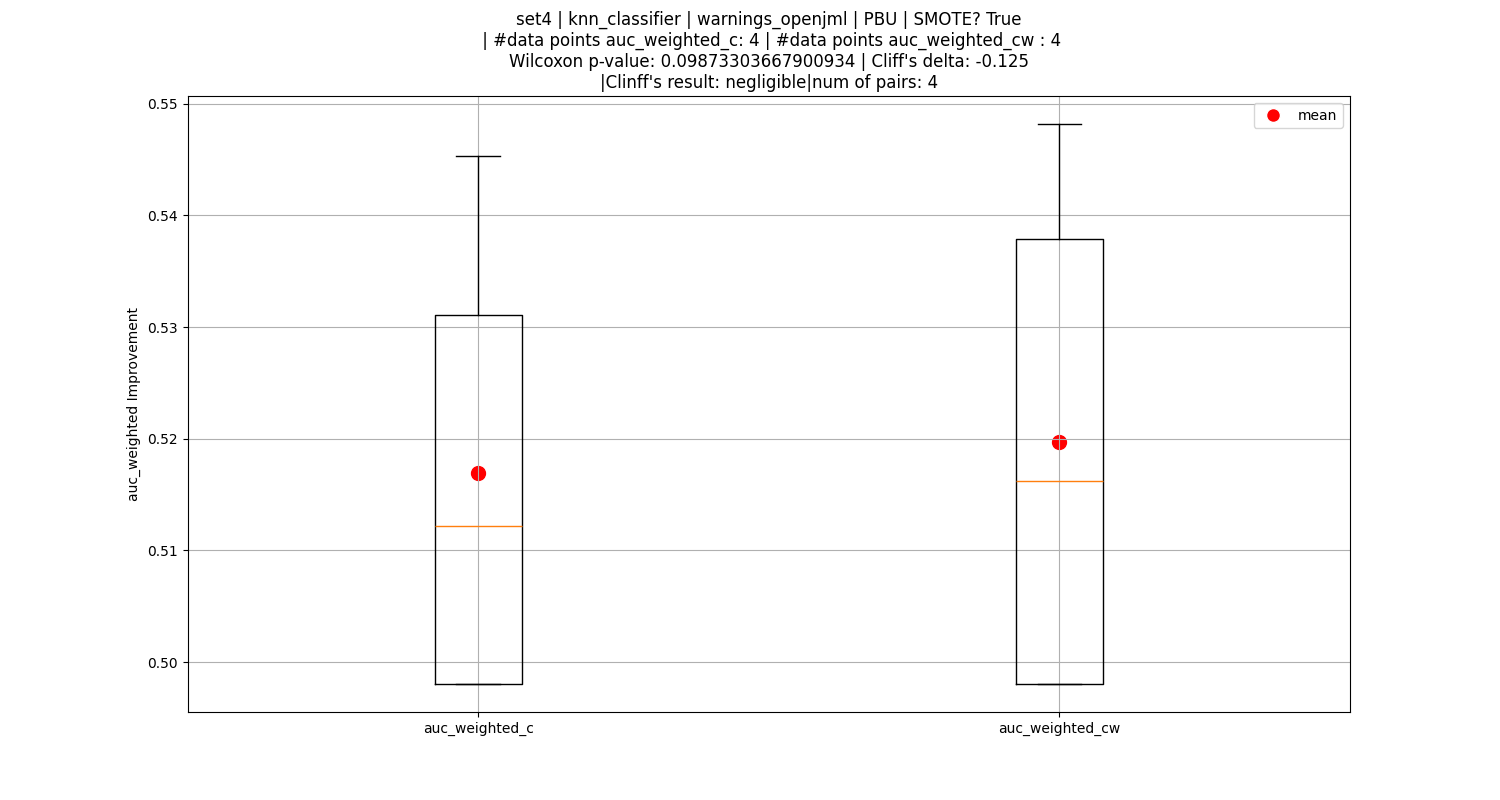 set4 | knn_classifier | warnings_openjml | PBU | SMOTE? True
| #data points auc_weighted_c: 4 | #data points auc_weighted_cw : 4
Wilcoxon p-value: 0.09873303667900934 | Cliff's delta: -0.125
|Clinff's result: negligible|num of pairs: 4
mean
auc_weighted Improvement
0.55
0.54
0.53
0.52
0.51
0.50
auc_weighted_c
auc_weighted_cw